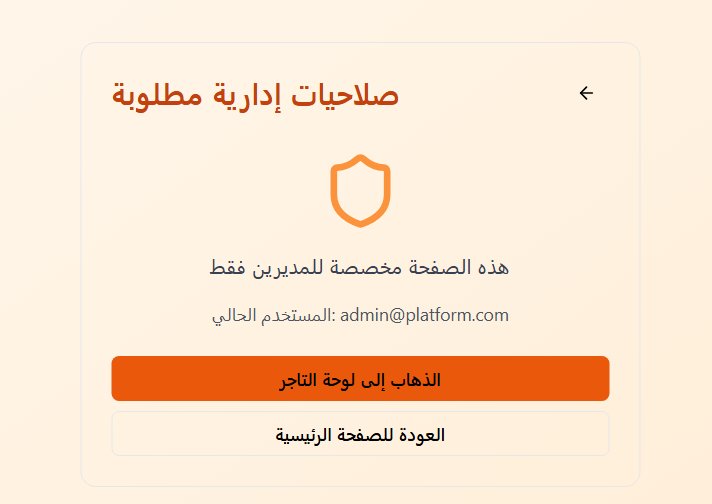 صلاحيات إدارية مطلوبة
هذه الصفحة مخصصة للمديرين فقط
المستخدم الحالي: admin@platform.com
الذهاب إلى لوحة التاجر
العودة للصفحة الرئيسية